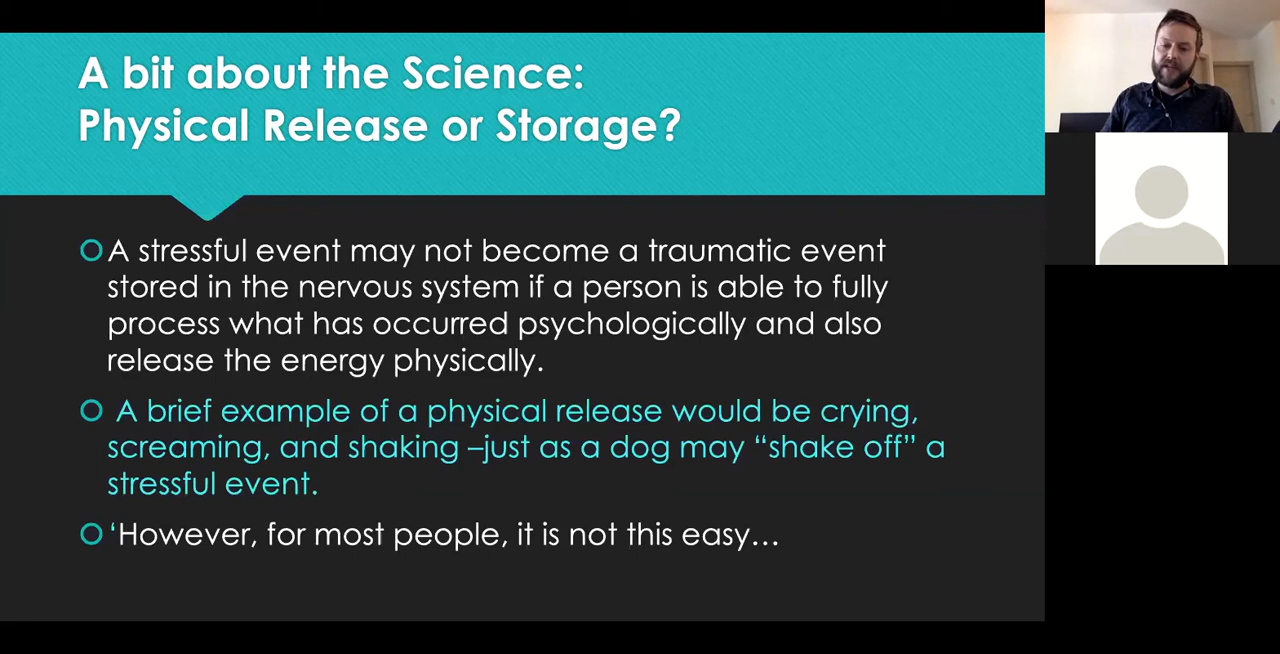 A bit about the Science:
Physical Release or Storage?
A stressful event may not become a traumatic event
stored in the nervous system if a person is able to fully
process what has occurred psychologically and also
release the energy physically.
A brief example of a physical release would be crying,
screaming, and shaking –just as a dog may “shake off” a
stressful event.
‘However, for most people, it is not this easy…